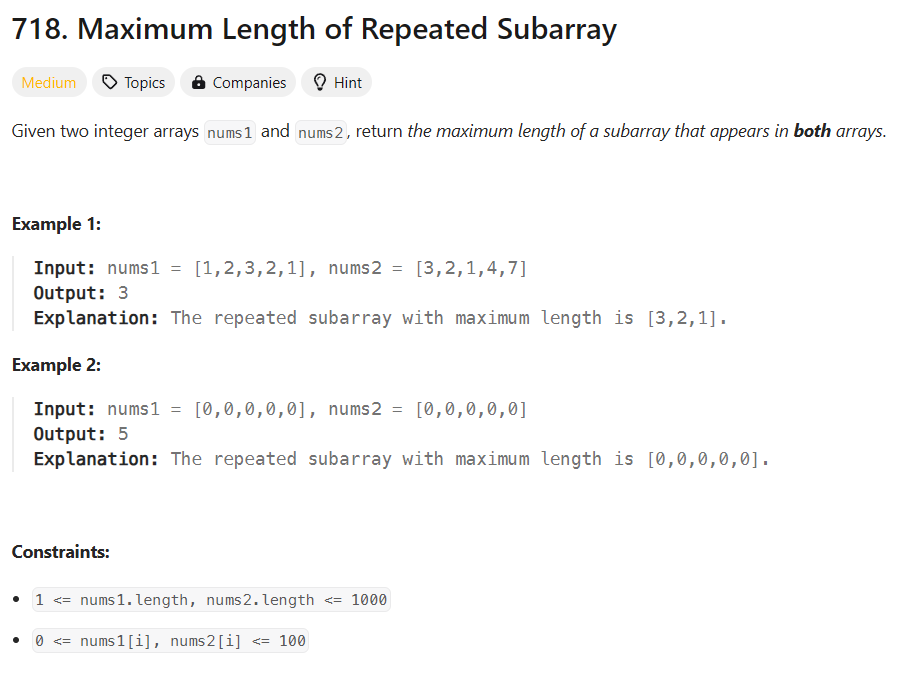 718. Maximum Length of Repeated Subarray
Medium Topics Companies Hint
Given two integer arrays nums1 and nums2, return the maximum length of a subarray that appears in both arrays.
Example 1:
Input: nums1 = [1,2,3,2,1], nums2 = [3,2,1,4,7]
Output: 3
Explanation: The repeated subarray with maximum length is [3,2,1].
Example 2:
Input: nums1 = [0,0,0,0,0], nums2 = [0,0,0,0,0]
Output: 5
Explanation: The repeated subarray with maximum length is [0,0,0,0,0].
Constraints:
• 1 <= nums1.length, nums2.length <= 1000
• 0 <= nums1[i], nums2[i] <= 100